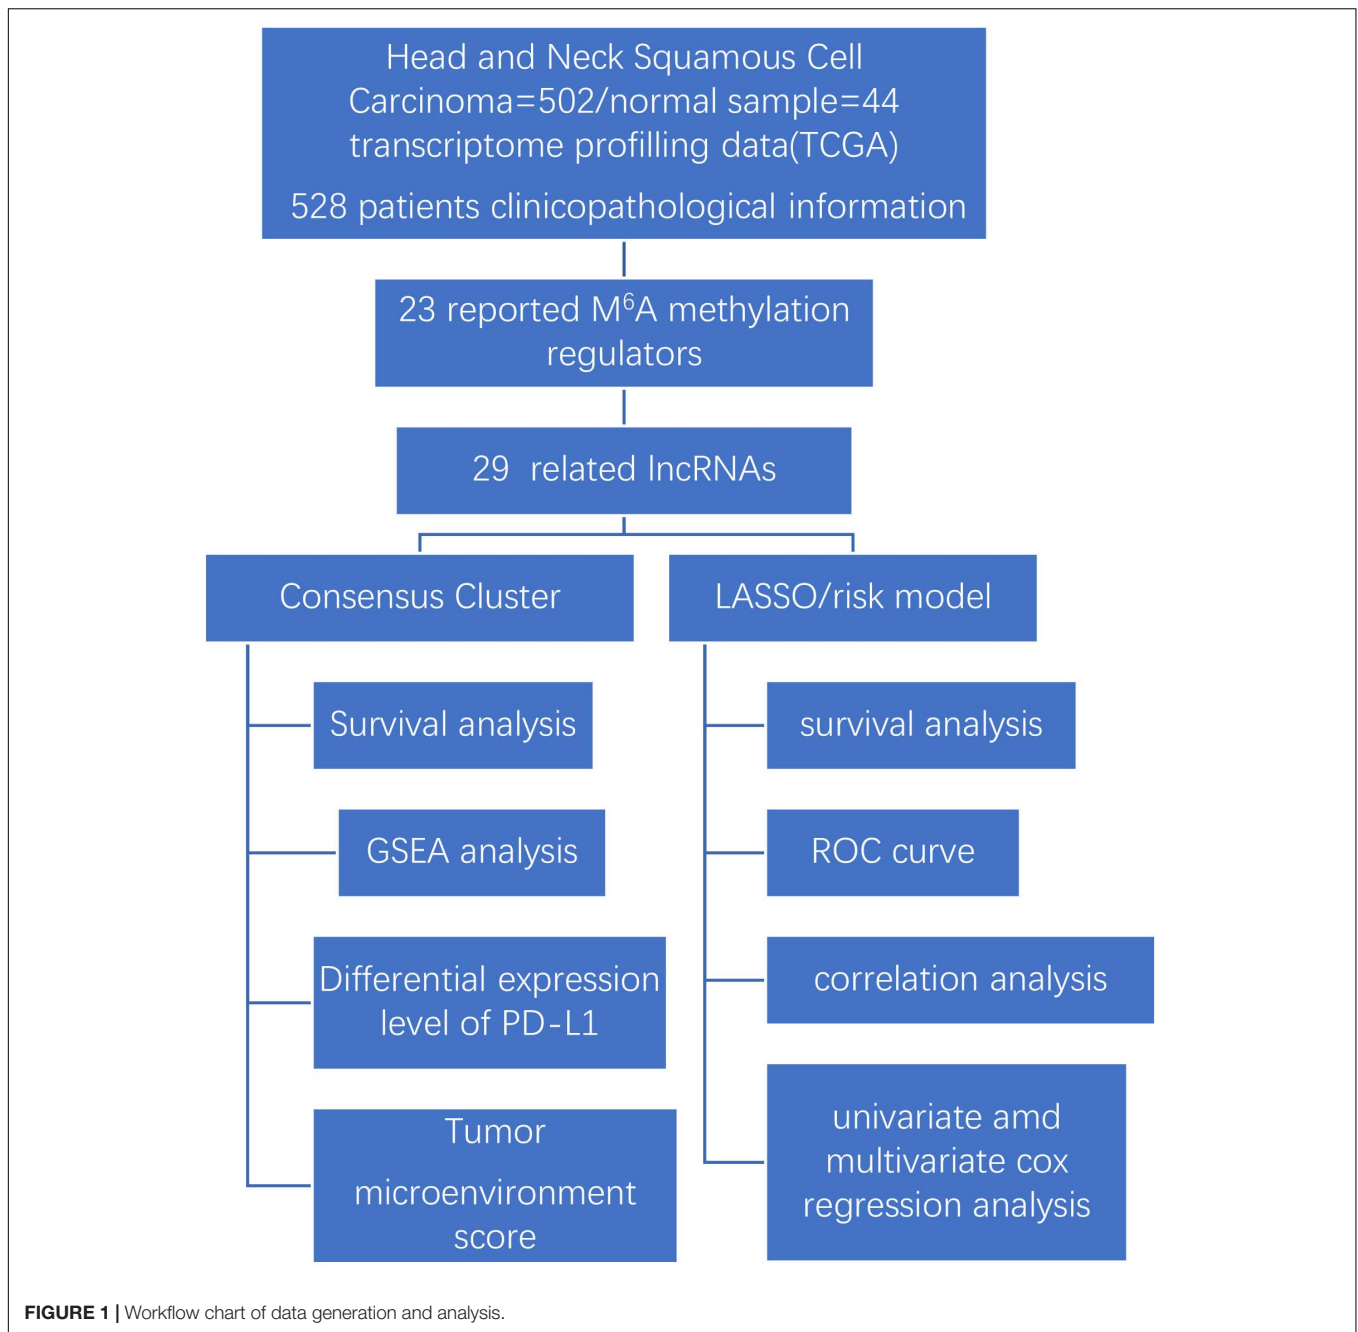 Head and Neck Squamous Cell
Carcinoma=502/normal sample=44
transcriptome profilling data(TCGA)
528 patients clinicopathological information
23 reported M⁶A methylation
regulators
29 related lncRNAs
Consensus Cluster
Survival analysis
GSEA analysis
Differential expression
level of PD-L1
Tumor
microenvironment
score
LASSO/risk model
survival analysis
ROC curve
correlation analysis
univariate amd
multivariate cox
regression analysis
FIGURE 1 | Workflow chart of data generation and analysis.